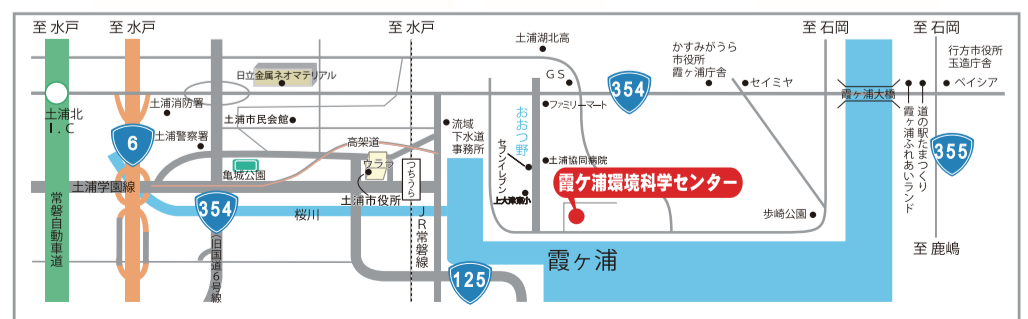 至 水戸
至 水戸
至 水戸
至 石岡
至 石岡
土浦湖北高
かすみがうら
市役所
霞ヶ浦庁舎
行方市役所
玉造庁舎
日立金属ネオマテリアル
GS
セイミヤ
ベイシア
354
霞ヶ浦大橋
土浦北
I.C
土浦消防署
土浦市民会館
ファミリーマート
おおつ野
流域
下水道
事務所
道の駅たまつくり
霞ヶ浦ふれあいランド
6
土浦警察署
高架道
セブンイレブン
355
ウララ
つちうら
土浦協同病院
亀城公園
土浦学園線
霞ケ浦環境科学センター
上大津東小
土浦市役所
常磐自動車道
354
桜川
JR常磐線
歩崎公園
(旧国道6号線
霞ヶ浦
至 鹿嶋
125